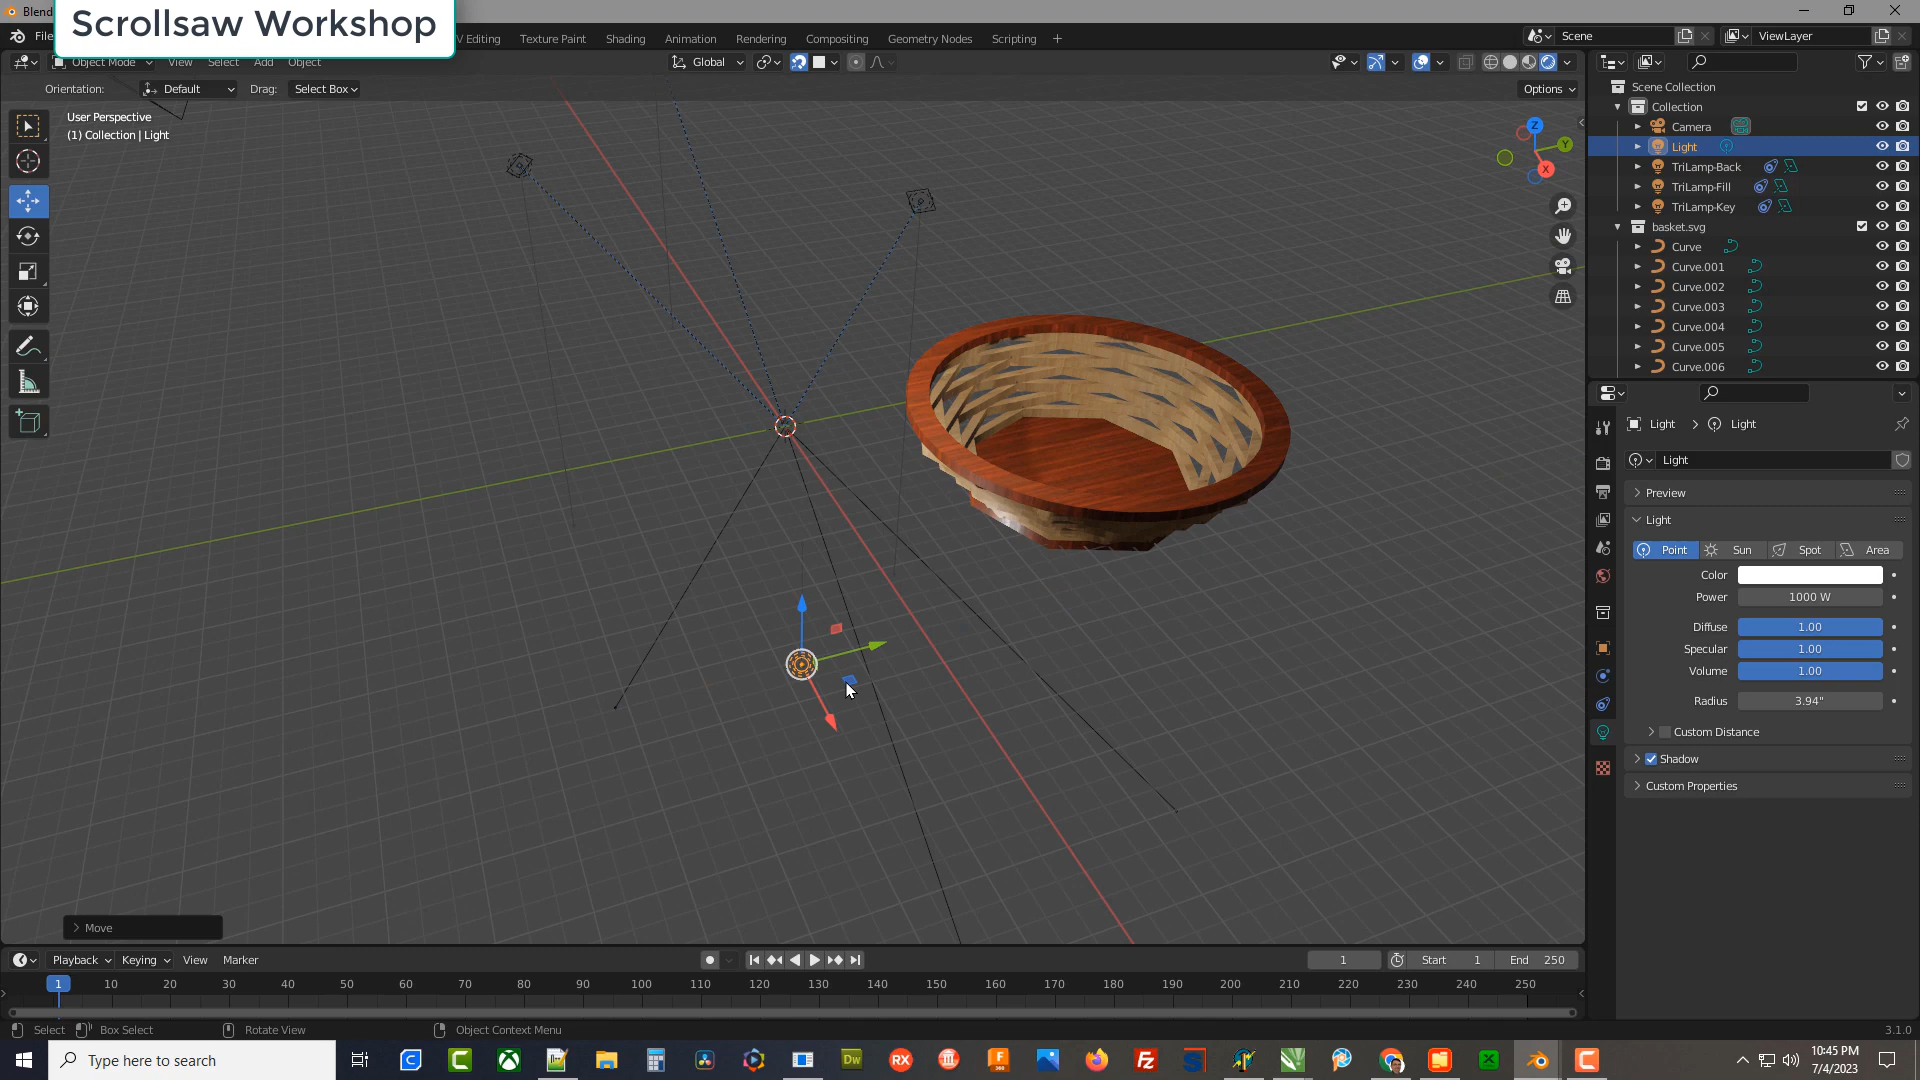 Blend
Scrollsaw Workshop
File
V Editing
Texture Paint
Shading
Animation
Rendering
Compositing
Geometry Nodes
Scripting
Scene
ViewLayer
Object Mode
View
Select
Add
Object
Global
Orientation:
Default
Drag:
Select Box
Options
User Perspective
(1) Collection | Light
Z
Y
X
Scene Collection
Collection
Camera
Light
TriLamp-Back
TriLamp-Fill
TriLamp-Key
basket.svg
Curve
Curve.001
Curve.002
Curve.003
Curve.004
Curve.005
Curve.006
Light > Light
Light
Preview
Light
Point
Sun
Spot
Area
Color
Power 1000 W
Diffuse 1.00
Specular 1.00
Volume 1.00
Radius 3.94"
Custom Distance
Shadow
Custom Properties
Move
Playback
Keying
View
Marker
1
Start 1
End 250
1 10 20 30 40 50 60 70 80 90 100 110 120 130 140 150 160 170 180 190 200 210 220 230 240 250
Select
Box Select
Rotate View
Object Context Menu
3.1.0
Type here to search
Dw
RX
F
360
Fz
10:45 PM
7/4/2023